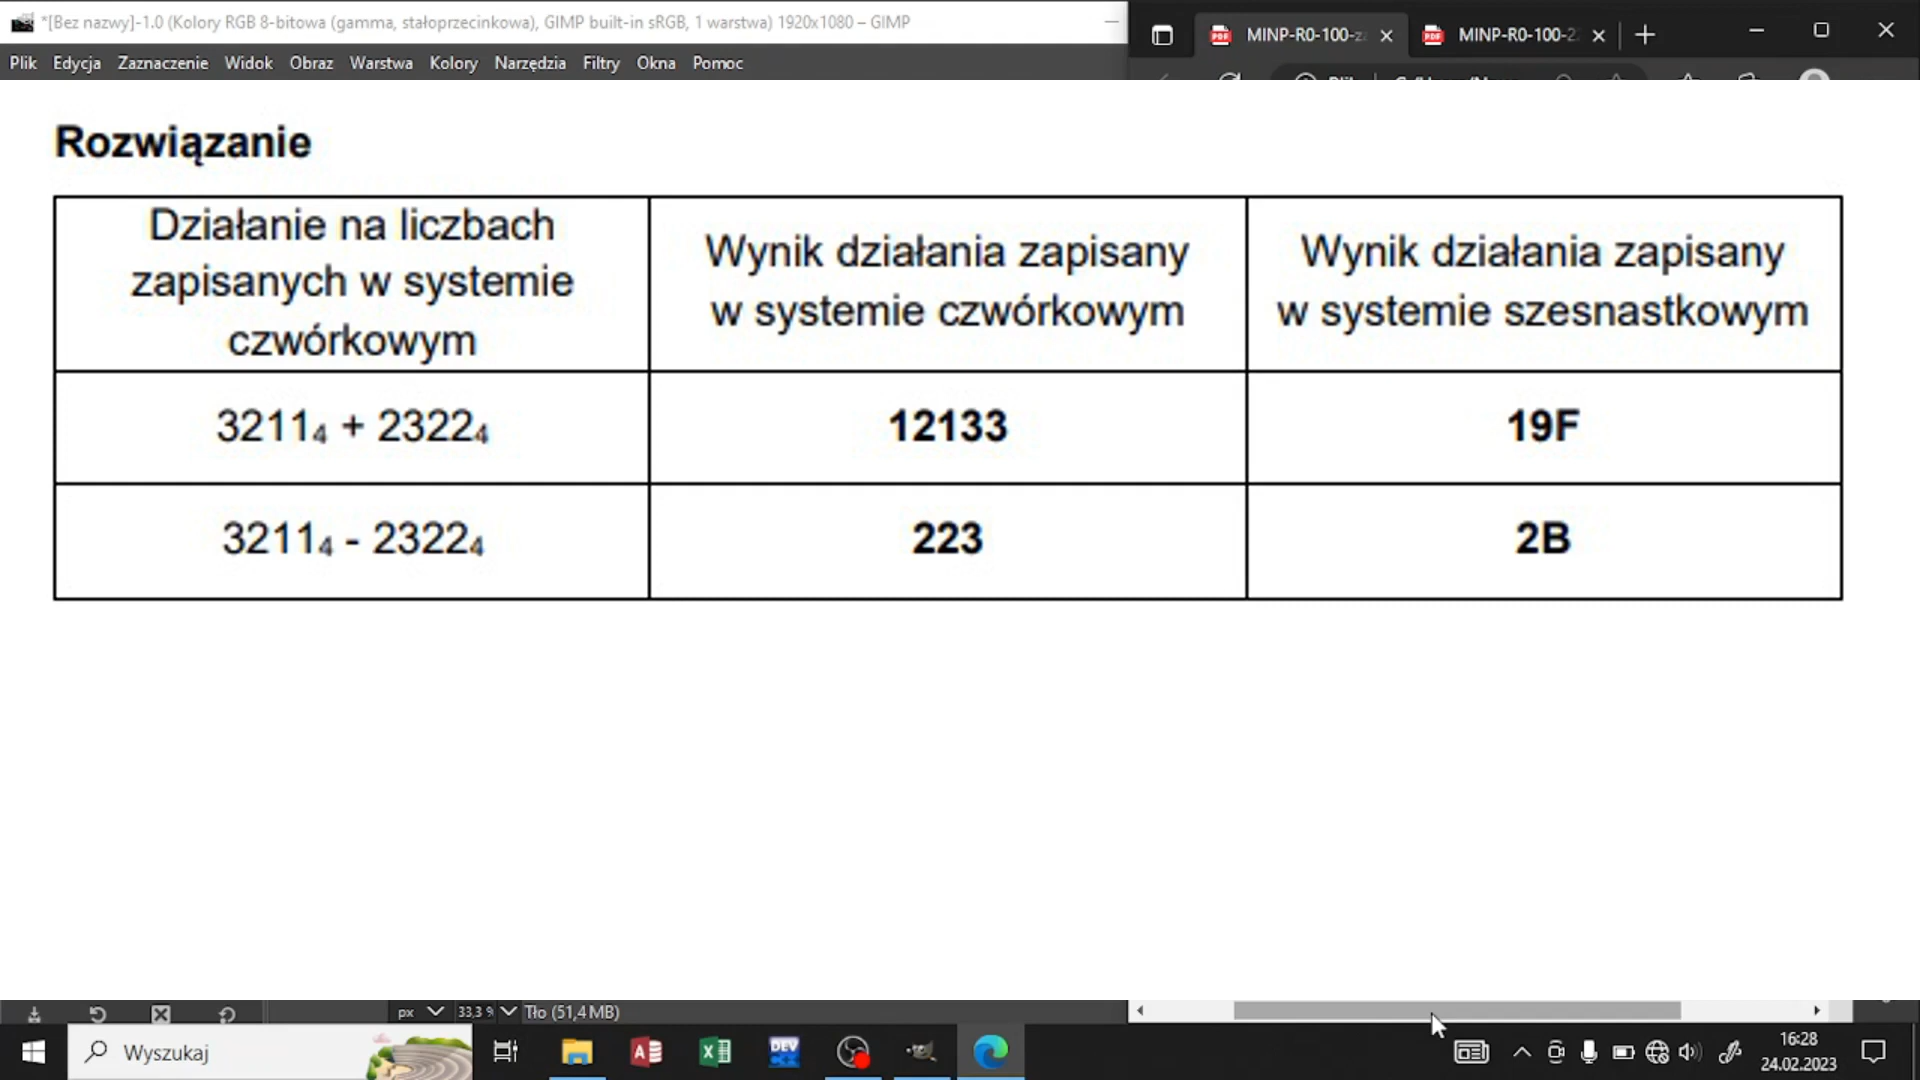 *[Bez nazwy]-1.0 (Kolory RGB 8-bitowa (gamma, stałoprzecinkowa), GIMP built-in sRGB, 1 warstwa) 1920x1080 – GIMP
MINP-R0-100-z
MINP-R0-100-2
Plik Edycja Zaznaczenie Widok Obraz Warstwa Kolory Narzędzia Filtry Okna Pomoc
Rozwiązanie
Działanie na liczbach
zapisanych w systemie
czwórkowym
Wynik działania zapisany
w systemie czwórkowym
Wynik działania zapisany
w systemie szesnastkowym
3211₄ + 2322₄
12133
19F
3211₄ - 2322₄
223
2B
px 33,3 % Tło (51,4 MB)
Wyszukaj
DEV
16:28
24.02.2023